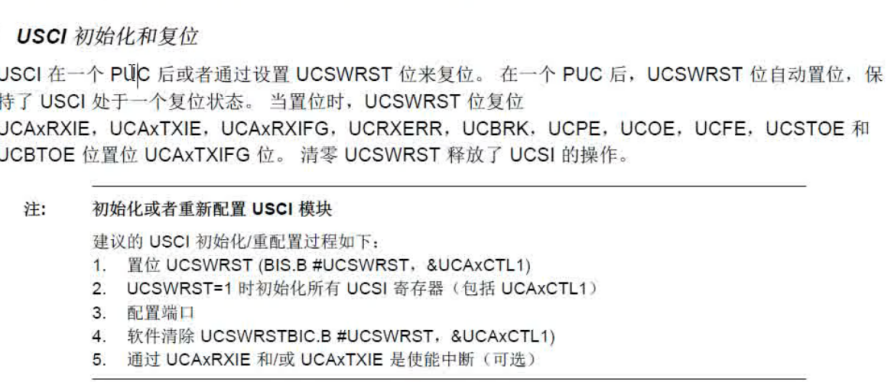 USCI 初始化和复位
USCI 在一个 PUC 后或者通过设置 UCSWRST 位来复位。 在一个 PUC 后，UCSWRST 位自动置位，保
持了 USCI 处于一个复位状态。 当置位时，UCSWRST 位复位
UCAxRXIE，UCAxTXIE，UCAxRXIFG，UCRXERR，UCBRK，UCPE，UCOE，UCFE，UCSTOE 和
UCBTOE 位置位 UCAxTXIFG 位。 清零 UCSWRST 释放了 UCSI 的操作。
注: 初始化或者重新配置 USCI 模块
建议的 USCI 初始化/重配置过程如下：
1. 置位 UCSWRST (BIS.B #UCSWRST，&UCAxCTL1)
2. UCSWRST=1 时初始化所有 UCSI 寄存器（包括 UCAxCTL1）
3. 配置端口
4. 软件清除 UCSWRSTBIC.B #UCSWRST，&UCAxCTL1)
5. 通过 UCAxRXIE 和/或 UCAxTXIE 是使能中断（可选）